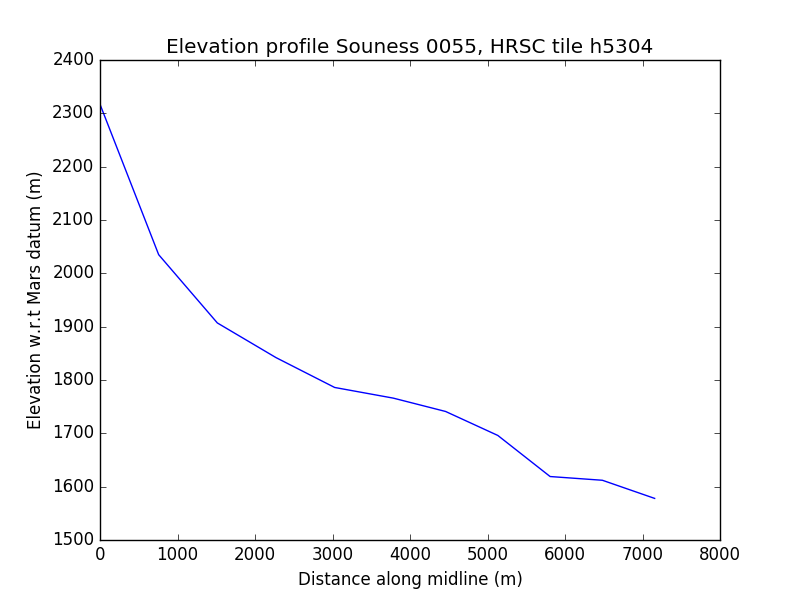 Elevation profile Souness 0055, HRSC tile h5304
2400
2300
2200
2100
2000
1900
1800
1700
1600
1500
Elevation w.r.t Mars datum (m)
0 1000 2000 3000 4000 5000 6000 7000 8000
Distance along midline (m)